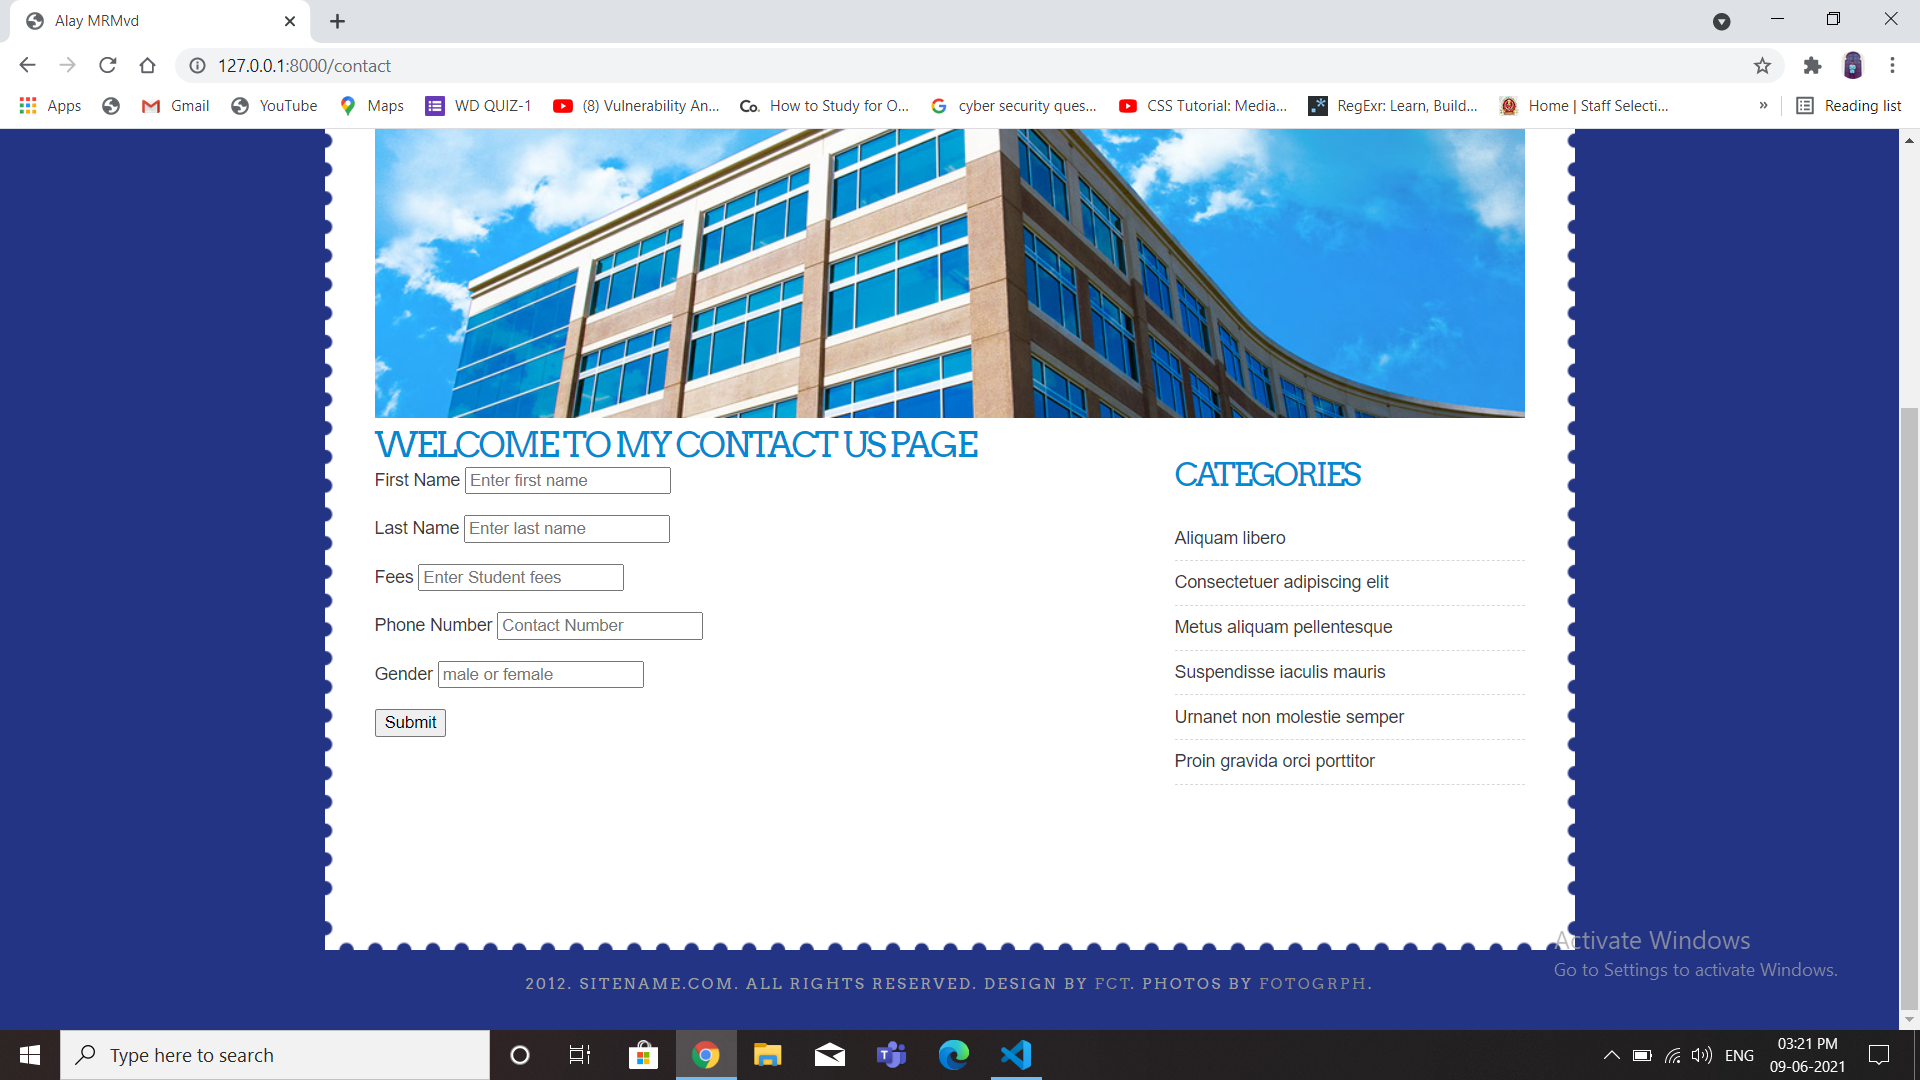 Alay MRMvd
127.0.0.1:8000/contact
Apps Gmail YouTube Maps WD QUIZ-1 (8) Vulnerability An... Co. How to Study for O... cyber security ques... CSS Tutorial: Media... RegExr: Learn, Build... Home | Staff Selecti... » Reading list
WELCOME TO MY CONTACT US PAGE
First Name Enter first name
Last Name Enter last name
Fees Enter Student fees
Phone Number Contact Number
Gender male or female
Submit
CATEGORIES
Aliquam libero
Consectetuer adipiscing elit
Metus aliquam pellentesque
Suspendisse iaculis mauris
Urnanet non molestie semper
Proin gravida orci porttitor
Activate Windows
Go to Settings to activate Windows.
2012. SITENAME.COM. ALL RIGHTS RESERVED. DESIGN BY FCT. PHOTOS BY FOTOGRPH.
Type here to search
ENG
03:21 PM
09-06-2021